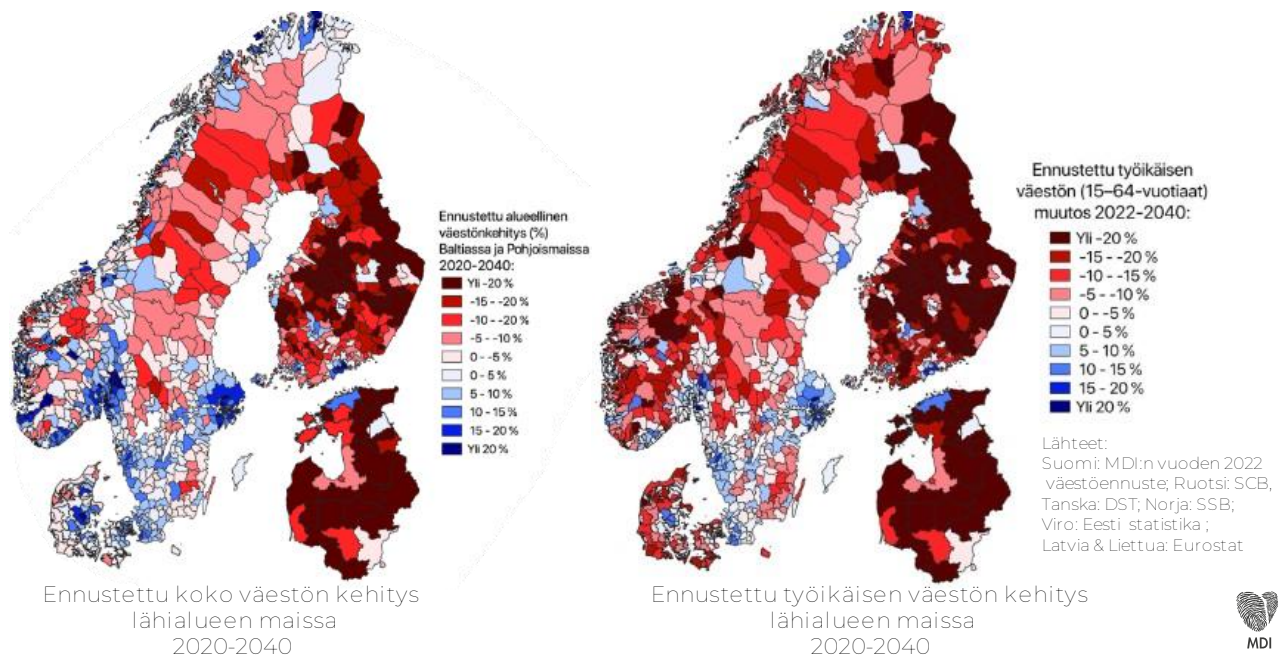 Ennustettu alueellinen
väestönkehitys (%)
Baltiassa ja Pohjoismaissa
2020-2040:
Yli -20 %
-15 - -20 %
-10 - -20 %
-5 - -10 %
0 - -5 %
0 - 5 %
5 - 10 %
10 - 15 %
15 - 20 %
Yli 20 %
Ennustettu koko väestön kehitys
lähialueen maissa
2020-2040
Ennustettu työikäisen
väestön (15–64-vuotiaat)
muutos 2022-2040:
Yli -20 %
-15 - -20 %
-10 - -15 %
-5 - -10 %
0 - -5 %
0 - 5 %
5 - 10 %
10 - 15 %
15 - 20 %
Yli 20 %
Lähteet:
Suomi: MDI:n vuoden 2022
väestöennuste; Ruotsi: SCB,
Tanska: DST; Norja: SSB;
Viro: Eesti statistika ;
Latvia & Liettua: Eurostat
Ennustettu työikäisen väestön kehitys
lähialueen maissa
2020-2040
MDI